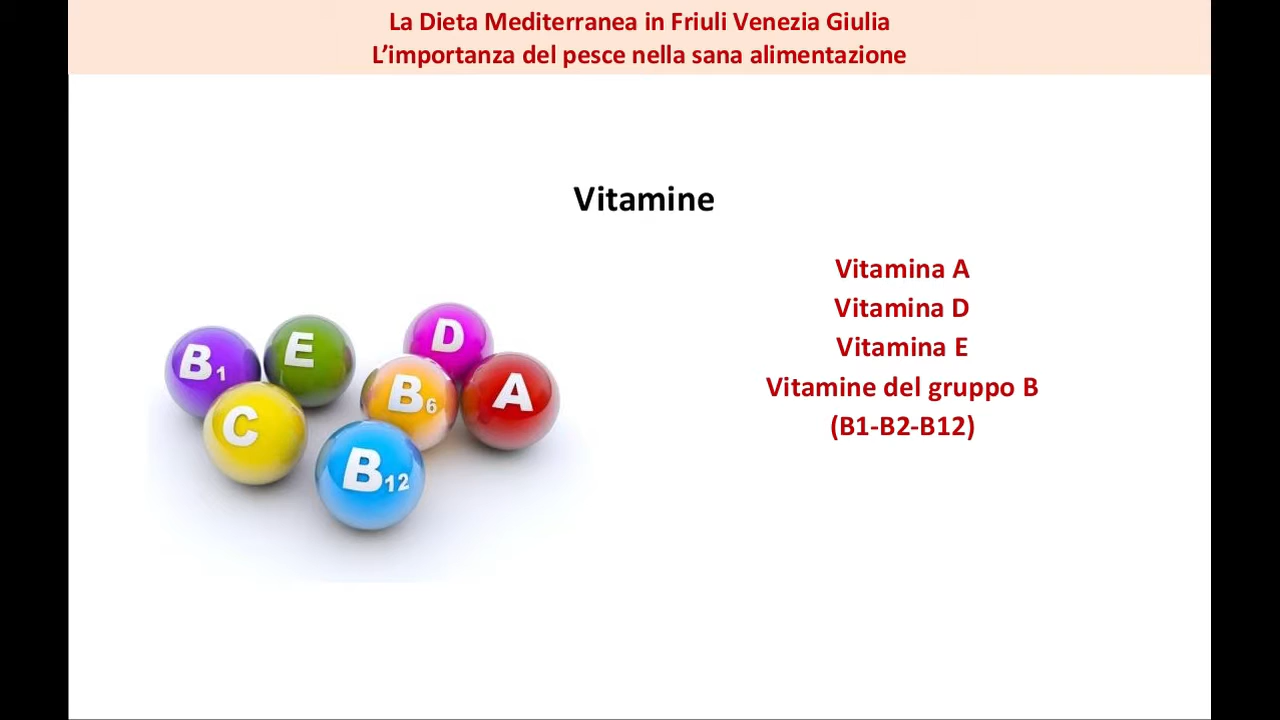 La Dieta Mediterranea in Friuli Venezia Giulia
L’importanza del pesce nella sana alimentazione
Vitamine
Vitamina A
Vitamina D
Vitamina E
Vitamine del gruppo B
(B1-B2-B12)
B1
E
D
C
B6
A
B12